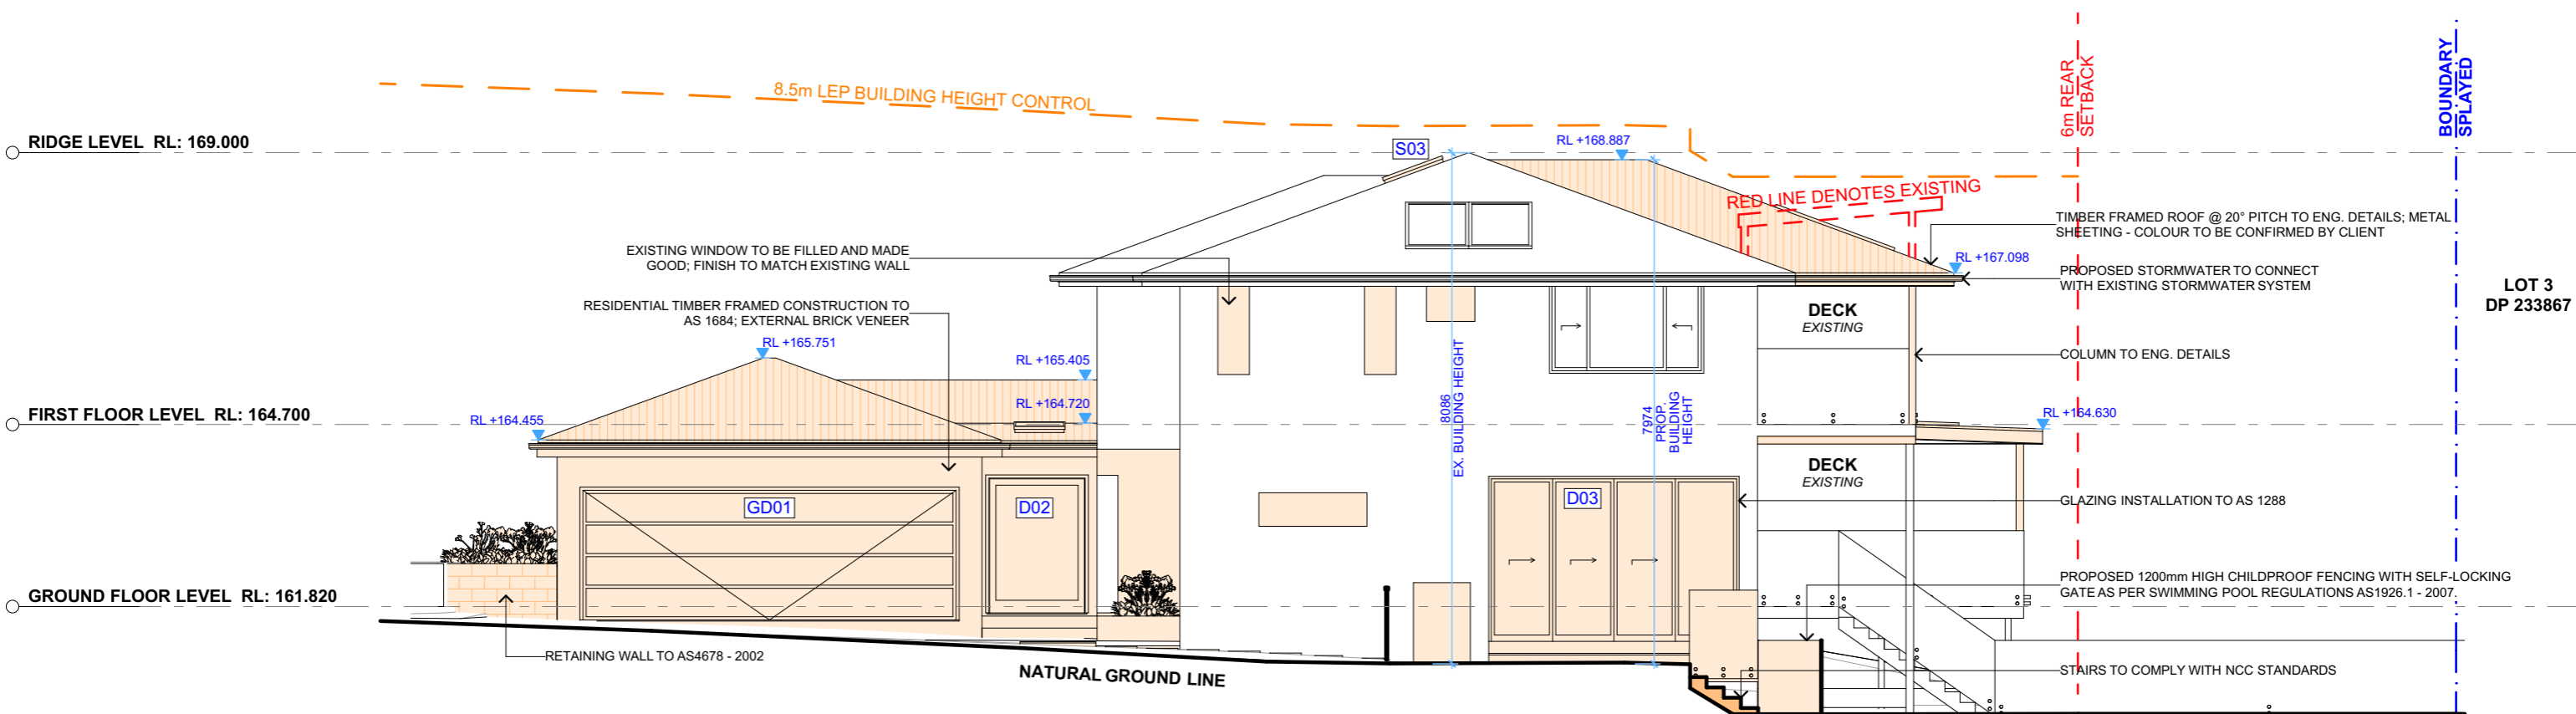 8.5m LEP BUILDING HEIGHT CONTROL
6m REAR
SETBACK
BOUNDARY
SPLAYED
RIDGE LEVEL RL: 169.000
S03
RL +168.887
RED LINE DENOTES EXISTING
TIMBER FRAMED ROOF @ 20° PITCH TO ENG. DETAILS; METAL
SHEETING - COLOUR TO BE CONFIRMED BY CLIENT
EXISTING WINDOW TO BE FILLED AND MADE
GOOD; FINISH TO MATCH EXISTING WALL
RL +167.098
PROPOSED STORMWATER TO CONNECT
WITH EXISTING STORMWATER SYSTEM
LOT 3
DP 233867
RESIDENTIAL TIMBER FRAMED CONSTRUCTION TO
AS 1684; EXTERNAL BRICK VENEER
DECK
EXISTING
RL +165.751
RL +165.405
COLUMN TO ENG. DETAILS
8086
EX. BUILDING HEIGHT
7974
PROP.
BUILDING
HEIGHT
FIRST FLOOR LEVEL RL: 164.700
RL +164.455
RL +164.720
RL +164.630
DECK
EXISTING
GD01
D02
D03
GLAZING INSTALLATION TO AS 1288
GROUND FLOOR LEVEL RL: 161.820
PROPOSED 1200mm HIGH CHILDPROOF FENCING WITH SELF-LOCKING
GATE AS PER SWIMMING POOL REGULATIONS AS1926.1 - 2007.
RETAINING WALL TO AS4678 - 2002
NATURAL GROUND LINE
STAIRS TO COMPLY WITH NCC STANDARDS